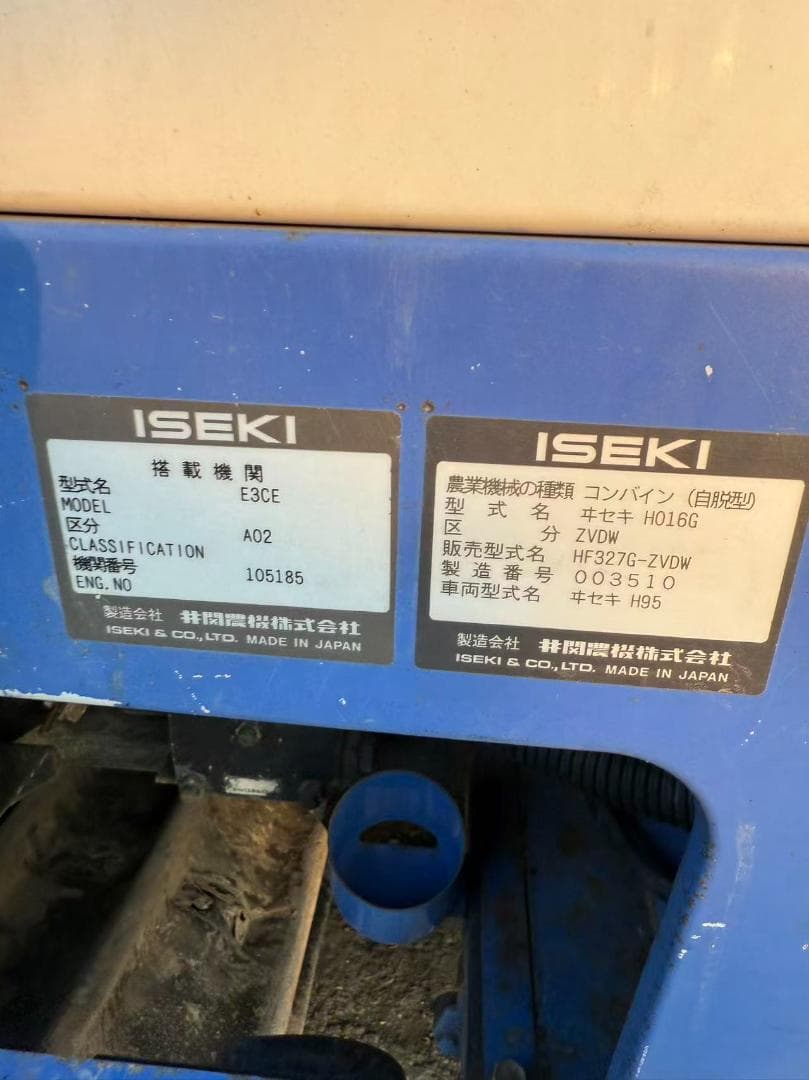 ISEKI
搭載機関
型式名 E3CE
MODEL
区分 A02
CLASSIFICATION
機関番号 105185
ENG.NO
製造会社 井関農機株式会社
ISEKI & CO.,LTD. MADE IN JAPAN
ISEKI
農業機械の種類 コンバイン (自脱型)
型式名 ヰセキ HO16G
区分 ZVDW
販売型式名 HF327G-ZVDW
製造番号 003510
車両型式名 ヰセキ H95
製造会社 井関農機株式会社
ISEKI & CO.,LTD. MADE IN JAPAN